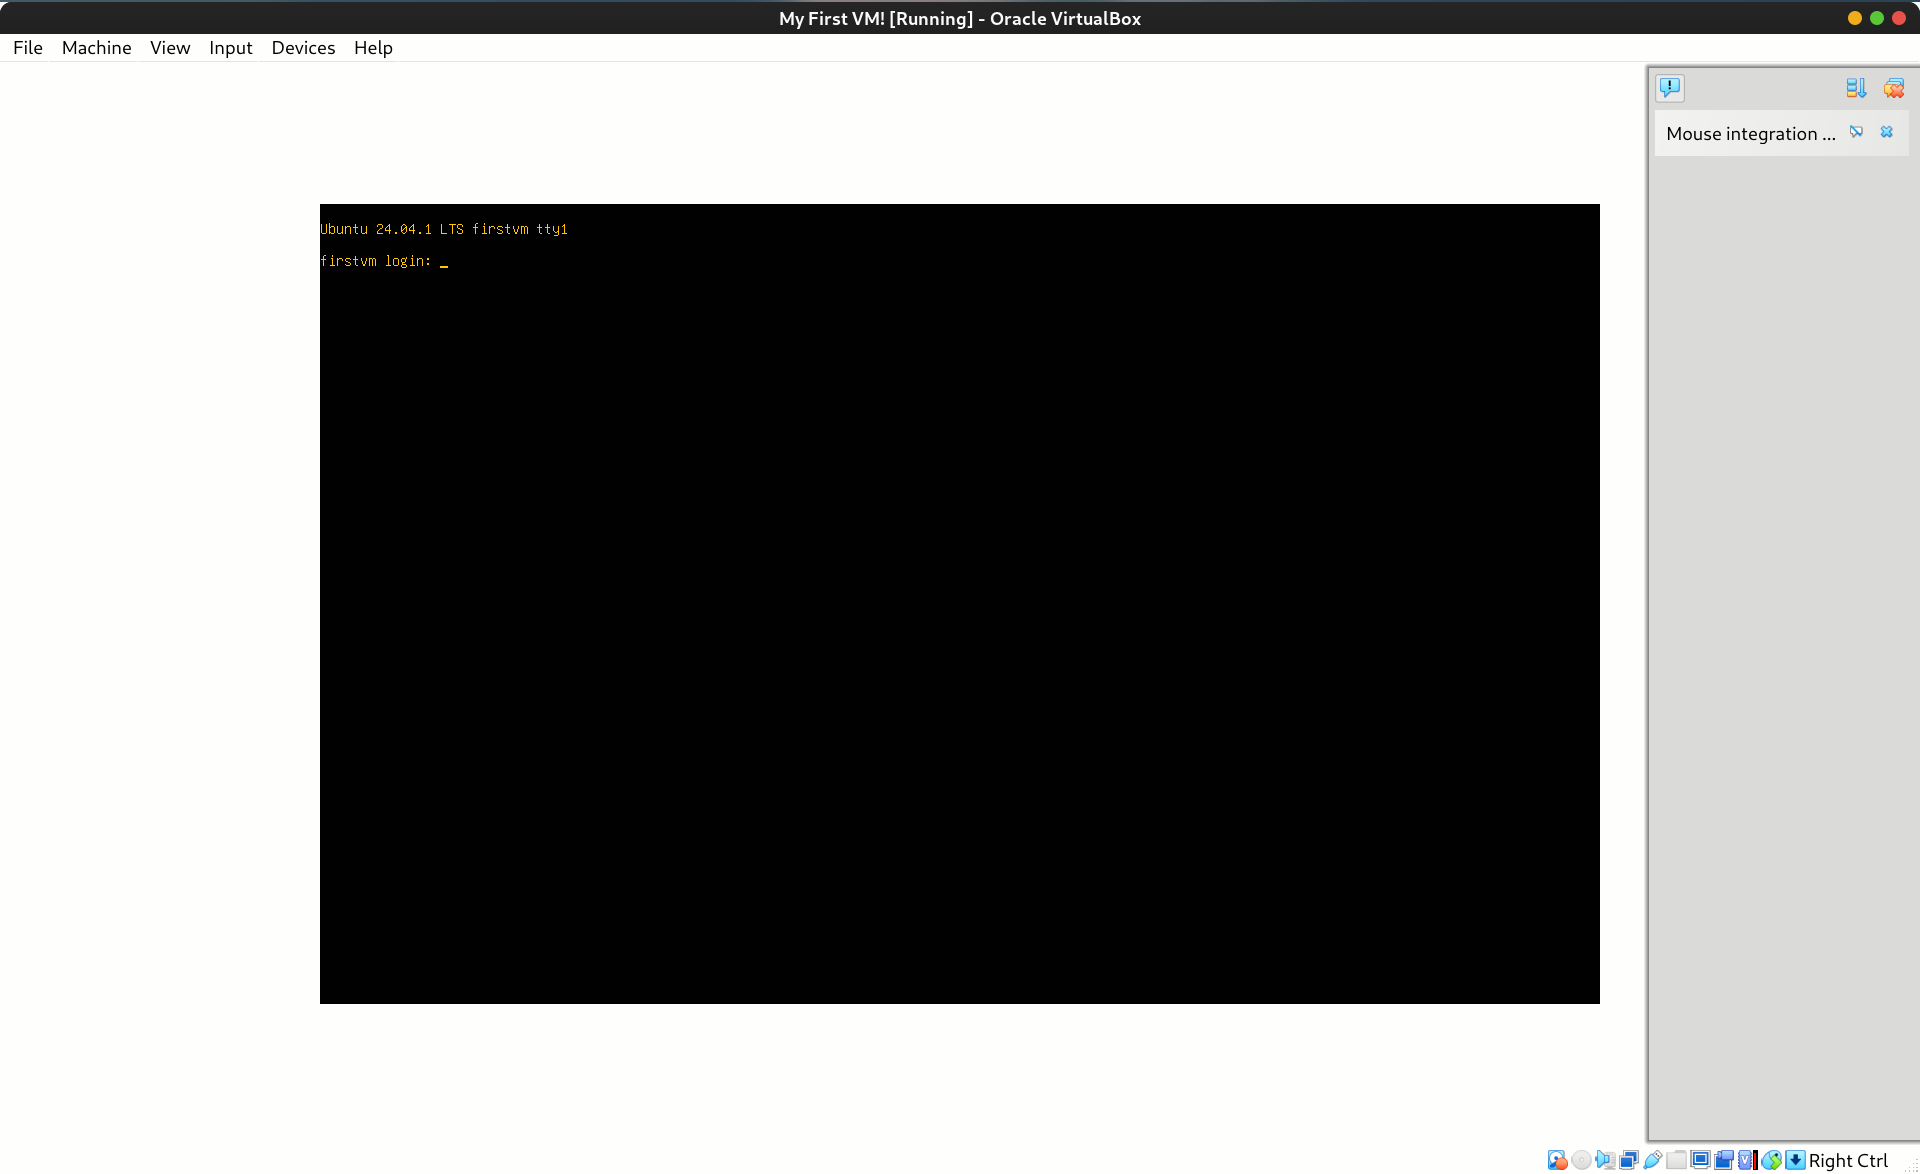 My First VM! [Running] - Oracle VirtualBox
File Machine View Input Devices Help
Mouse integration ...
Ubuntu 24.04.1 LTS firstvm tty1
firstvm login: _
Right Ctrl